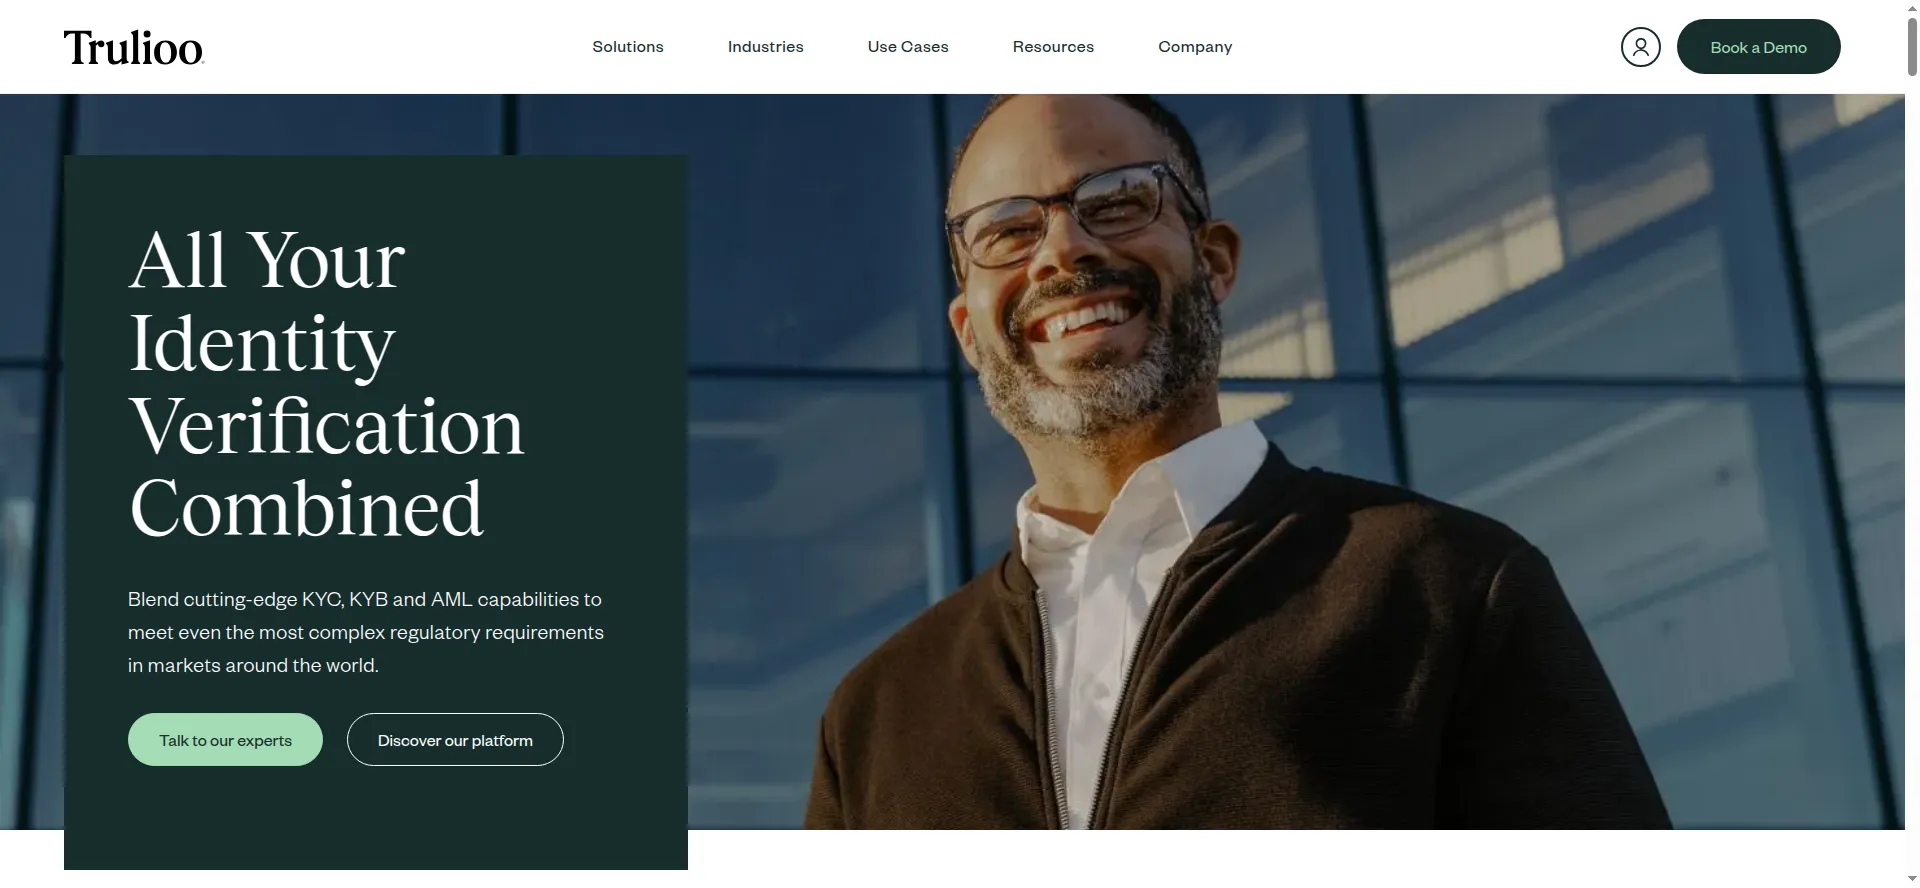 Trulioo
Solutions
Industries
Use Cases
Resources
Company
Book a Demo
All Your
Identity
Verification
Combined
Blend cutting-edge KYC, KYB and AML capabilities to
meet even the most complex regulatory requirements
in markets around the world.
Talk to our experts
Discover our platform